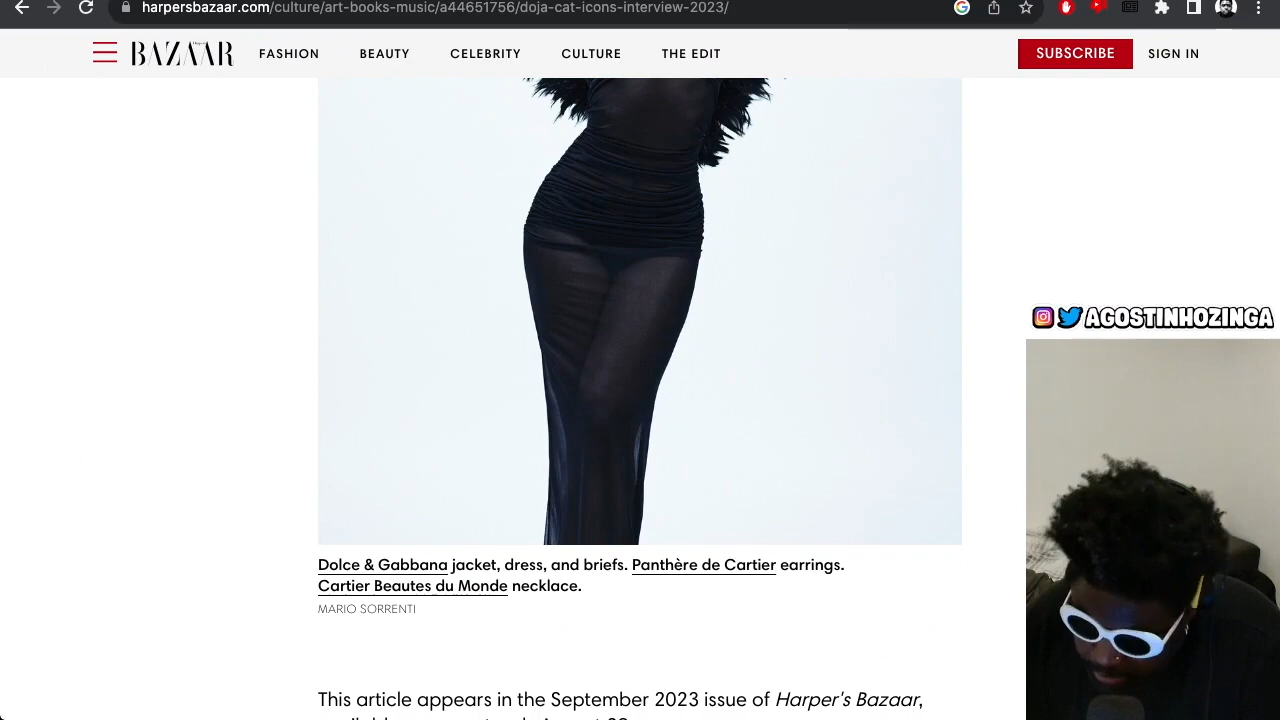 harpersbazaar.com/culture/art-books-music/a44651756/doja-cat-icons-interview-2023/
BAZAAR FASHION BEAUTY CELEBRITY CULTURE THE EDIT SUBSCRIBE SIGN IN
AGOSTINHOZINGA
Dolce & Gabbana jacket, dress, and briefs. Panthère de Cartier earrings.
Cartier Beautes du Monde necklace.
MARIO SORRENTI
This article appears in the September 2023 issue of Harper's Bazaar,